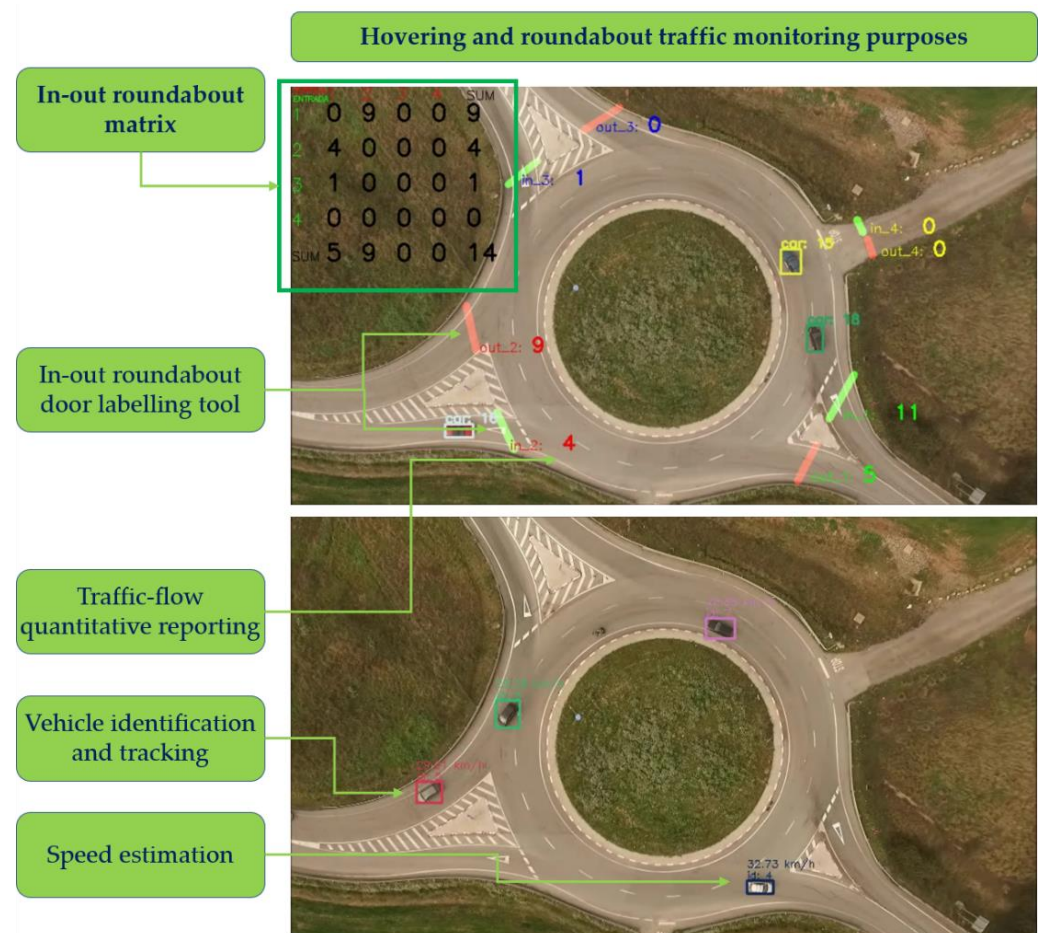 Hovering and roundabout traffic monitoring purposes
In-out roundabout
matrix
ENTRADA
SUM
1 0 9 0 0 9
2 4 0 0 0 4
3 1 0 0 0 1
4 0 0 0 0 0
SUM 5 9 0 0 14
out_3: 0
in_3: 1
in_4: 0
out_4: 0
car: 15
car: 18
In-out roundabout
door labelling tool
out_2: 9
11
car: 16
in_2: 4
5
Traffic-flow
quantitative reporting
Vehicle identification
and tracking
km/h
Speed estimation
32.73 km/h
id: 4